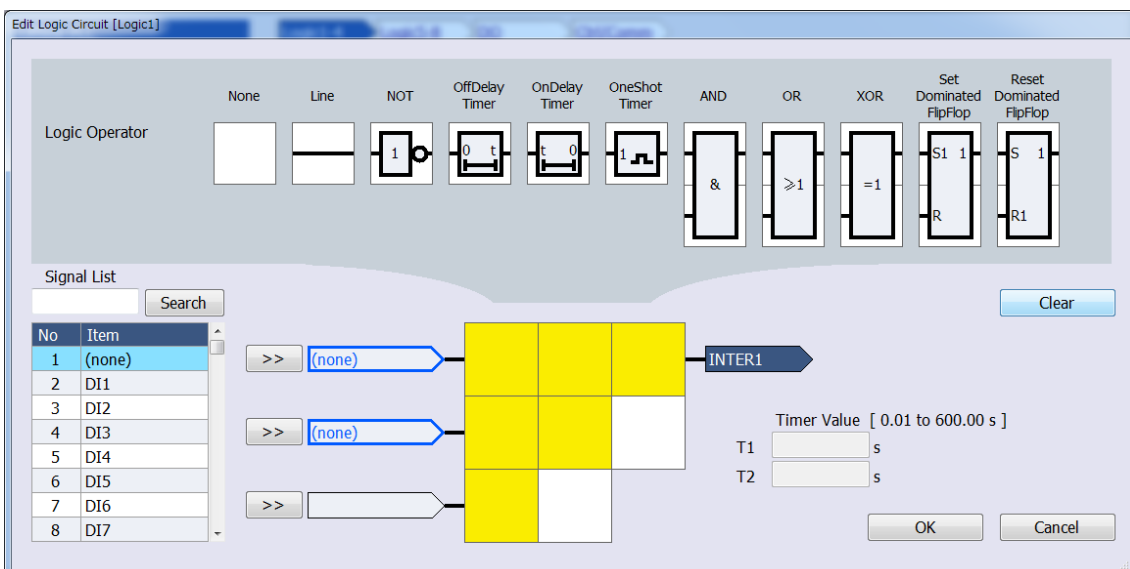 Edit Logic Circuit [Logic1]
None
Line
NOT
OffDelay
Timer
OnDelay
Timer
OneShot
Timer
AND
OR
XOR
Set
Dominated
FlipFlop
Reset
Dominated
FlipFlop
Logic Operator
1
0 t
t 0
1
&
⩾1
=1
S1 1
R
S 1
R1
Signal List
Search
Clear
No Item
1 (none)
2 DI1
3 DI2
4 DI3
5 DI4
6 DI5
7 DI6
8 DI7
>> (none)
>> (none)
>>
INTER1
Timer Value [ 0.01 to 600.00 s ]
T1 s
T2 s
OK
Cancel